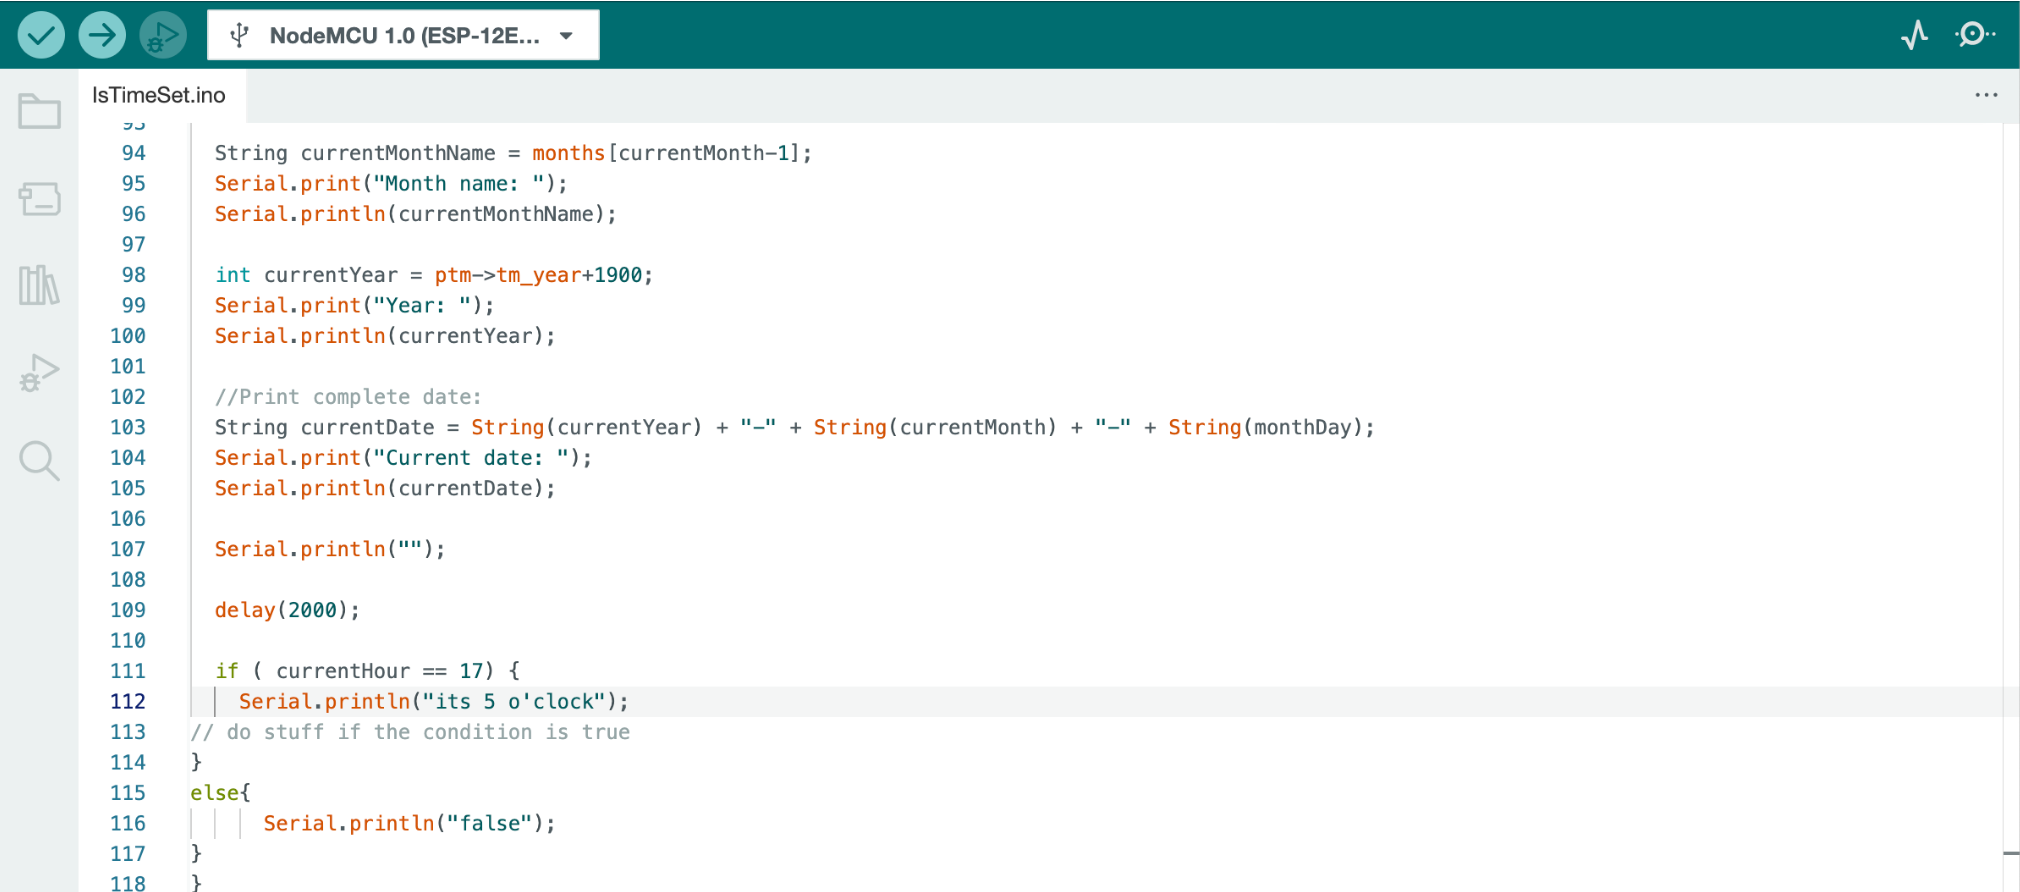 NodeMCU 1.0 (ESP-12E...
IsTimeSet.ino
93
94 String currentMonthName = months[currentMonth-1];
95 Serial.print("Month name: ");
96 Serial.println(currentMonthName);
97
98 int currentYear = ptm->tm_year+1900;
99 Serial.print("Year: ");
100 Serial.println(currentYear);
101
102 //Print complete date:
103 String currentDate = String(currentYear) + "-" + String(currentMonth) + "-" + String(monthDay);
104 Serial.print("Current date: ");
105 Serial.println(currentDate);
106
107 Serial.println("");
108
109 delay(2000);
110
111 if ( currentHour == 17) {
112 Serial.println("its 5 o'clock");
113 // do stuff if the condition is true
114 }
115 else{
116 Serial.println("false");
117 }
118 }